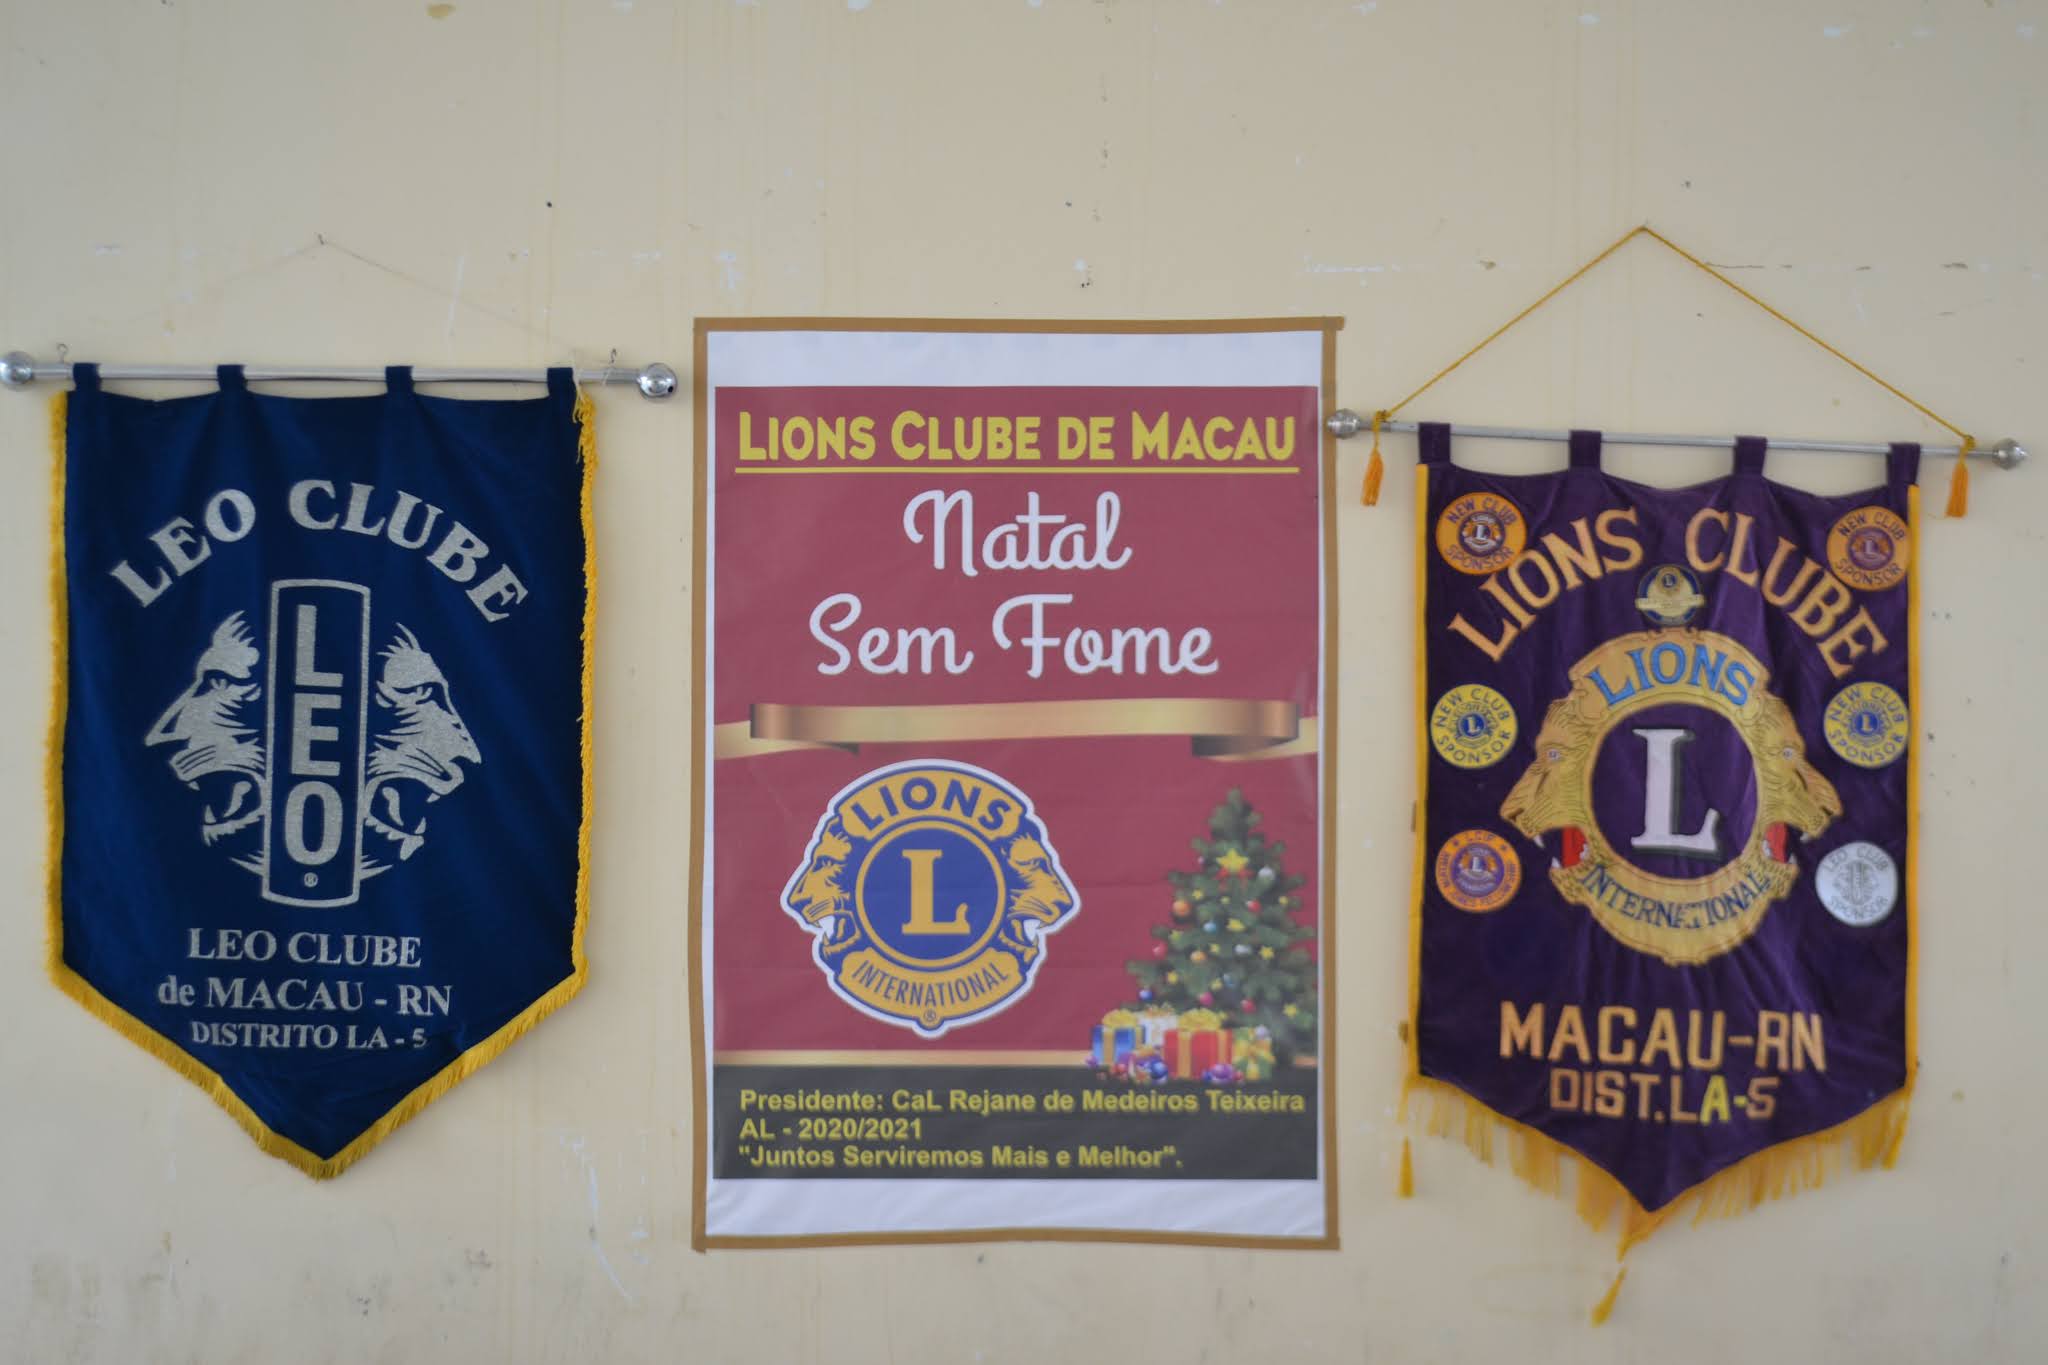 LEO CLUBE
LEO
®
LEO CLUBE
de MACAU - RN
DISTRITO LA - 5
LIONS CLUBE DE MACAU
Natal
Sem Fome
LIONS
L
INTERNATIONAL
®
Presidente: CaL Rejane de Medeiros Teixeira
AL - 2020/2021
"Juntos Serviremos Mais e Melhor".
LIONS CLUBE
NEW CLUB
SPONSOR
NEW CLUB
SPONSOR
LIONS
L
INTERNATIONAL
NEW CLUB
SPONSOR
NEW CLUB
SPONSOR
LCIF
LEO CLUB
SPONSOR
MACAU-RN
DIST.LA-5